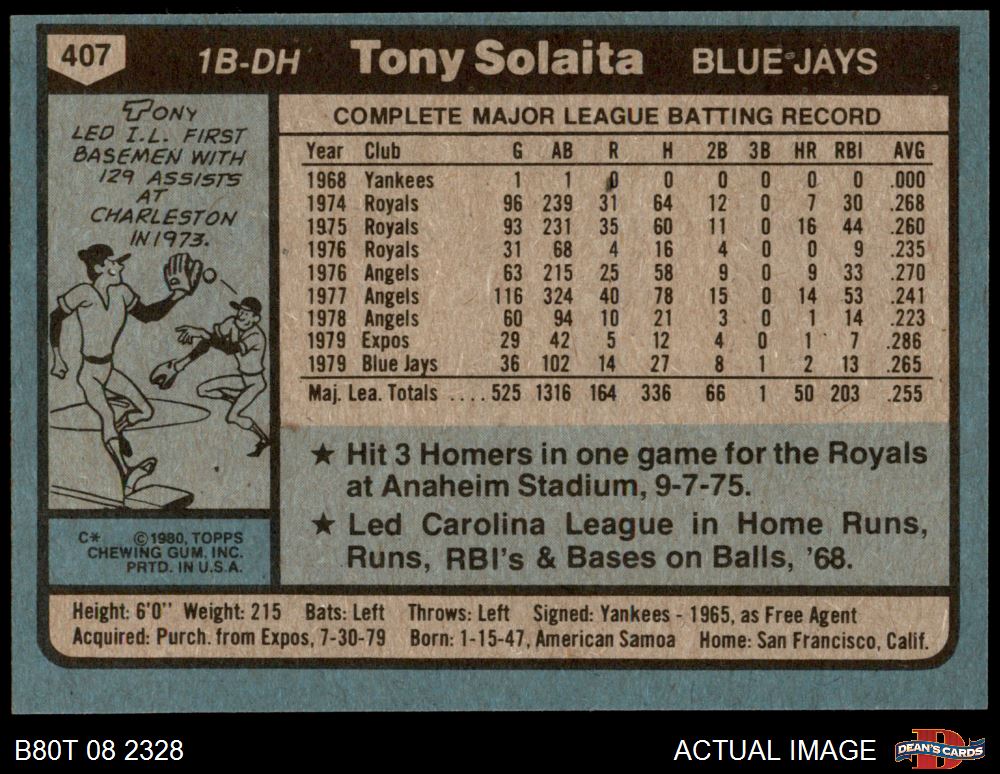 407 1B-DH Tony Solaita BLUE JAYS
TONY
LED I.L. FIRST
BASEMEN WITH
129 ASSISTS
AT
CHARLESTON
IN 1973.
C* ©1980, TOPPS
CHEWING GUM, INC.
PRTD. IN U.S.A.
COMPLETE MAJOR LEAGUE BATTING RECORD
Year Club G AB R H 2B 3B HR RBI AVG
1968 Yankees 1 1 0 0 0 0 0 0 .000
1974 Royals 96 239 31 64 12 0 7 30 .268
1975 Royals 93 231 35 60 11 0 16 44 .260
1976 Royals 31 68 4 16 4 0 0 9 .235
1976 Angels 63 215 25 58 9 0 9 33 .270
1977 Angels 116 324 40 78 15 0 14 53 .241
1978 Angels 60 94 10 21 3 0 1 14 .223
1979 Expos 29 42 5 12 4 0 1 7 .286
1979 Blue Jays 36 102 14 27 8 1 2 13 .265
Maj. Lea. Totals .... 525 1316 164 336 66 1 50 203 .255
★ Hit 3 Homers in one game for the Royals
at Anaheim Stadium, 9-7-75.
★ Led Carolina League in Home Runs,
Runs, RBI's & Bases on Balls, '68.
Height: 6'0" Weight: 215 Bats: Left Throws: Left Signed: Yankees - 1965, as Free Agent
Acquired: Purch. from Expos, 7-30-79 Born: 1-15-47, American Samoa Home: San Francisco, Calif.
B80T 08 2328 ACTUAL IMAGE DEAN'S CARDS